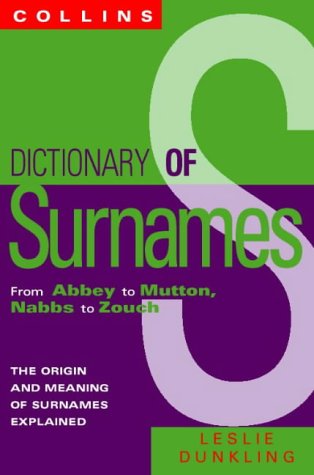 COLLINS
DICTIONARY OF
Surnames
From Abbey to Mutton,
Nabbs to Zouch
THE ORIGIN
AND MEANING
OF SURNAMES
EXPLAINED
LESLIE
DUNKLING
S